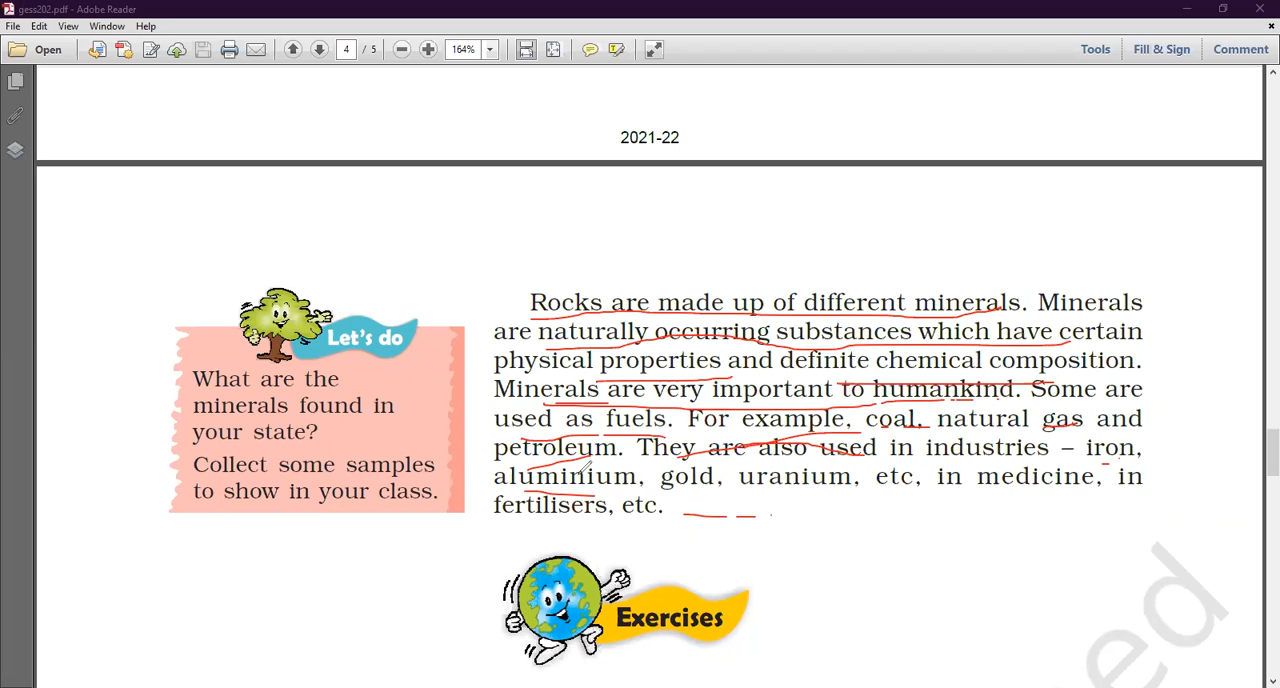 gess202.pdf - Adobe Reader
File Edit View Window Help
Open 4 / 5 164% Tools Fill & Sign Comment
2021-22
Let's do
What are the
minerals found in
your state?
Collect some samples
to show in your class.
Rocks are made up of different minerals. Minerals
are naturally occurring substances which have certain
physical properties and definite chemical composition.
Minerals are very important to humankind. Some are
used as fuels. For example, coal, natural gas and
petroleum. They are also used in industries – iron,
aluminium, gold, uranium, etc, in medicine, in
fertilisers, etc.
Exercises